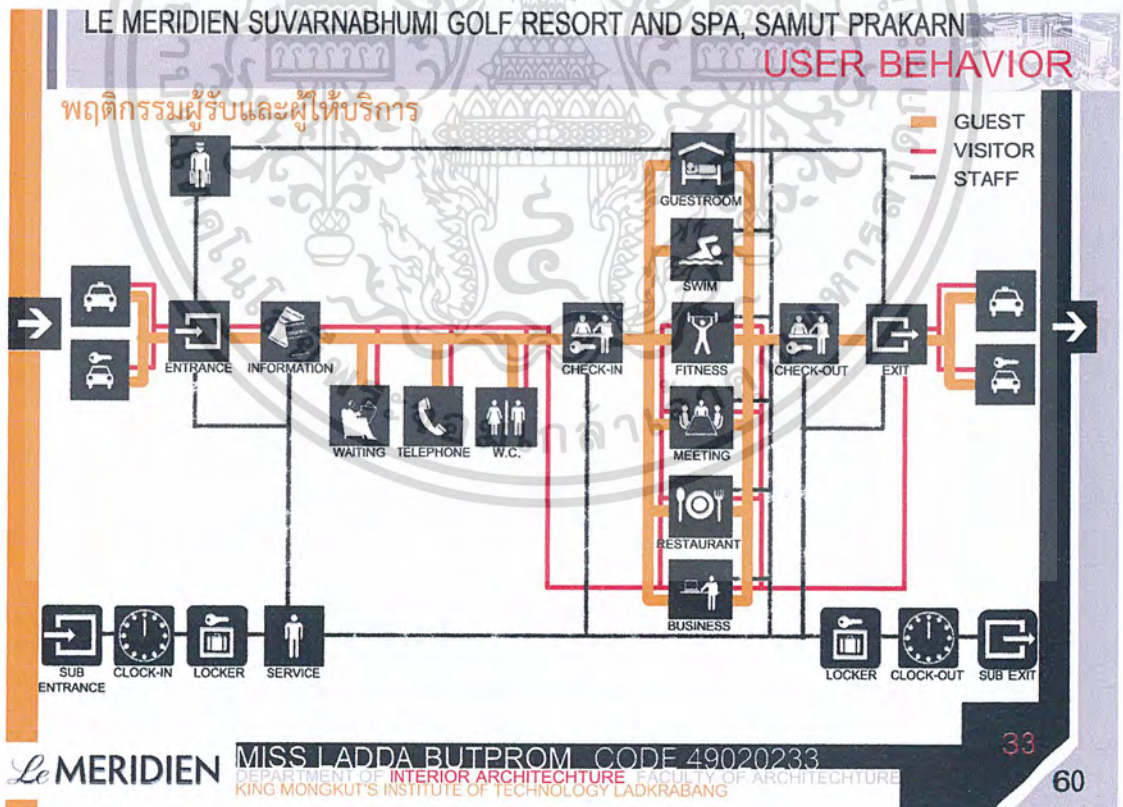 LE MERIDIEN SUVARNABHUMI GOLF RESORT AND SPA, SAMUT PRAKARN
USER BEHAVIOR
พฤติกรรมผู้รับและผู้ให้บริการ
GUEST
VISITOR
STAFF
GUESTROOM
SWIM
ENTRANCE INFORMATION CHECK-IN FITNESS CHECK-OUT EXIT
WAITING TELEPHONE W.C. MEETING
RESTAURANT
BUSINESS
SUB ENTRANCE CLOCK-IN LOCKER SERVICE LOCKER CLOCK-OUT SUB EXIT
33
Le MERIDIEN MISS LADDA BUTPROM CODE 49020233
DEPARTMENT OF INTERIOR ARCHITECHTURE FACULTY OF ARCHITECHTURE
KING MONGKUT'S INSTITUTE OF TECHNOLOGY LADKRABANG
60